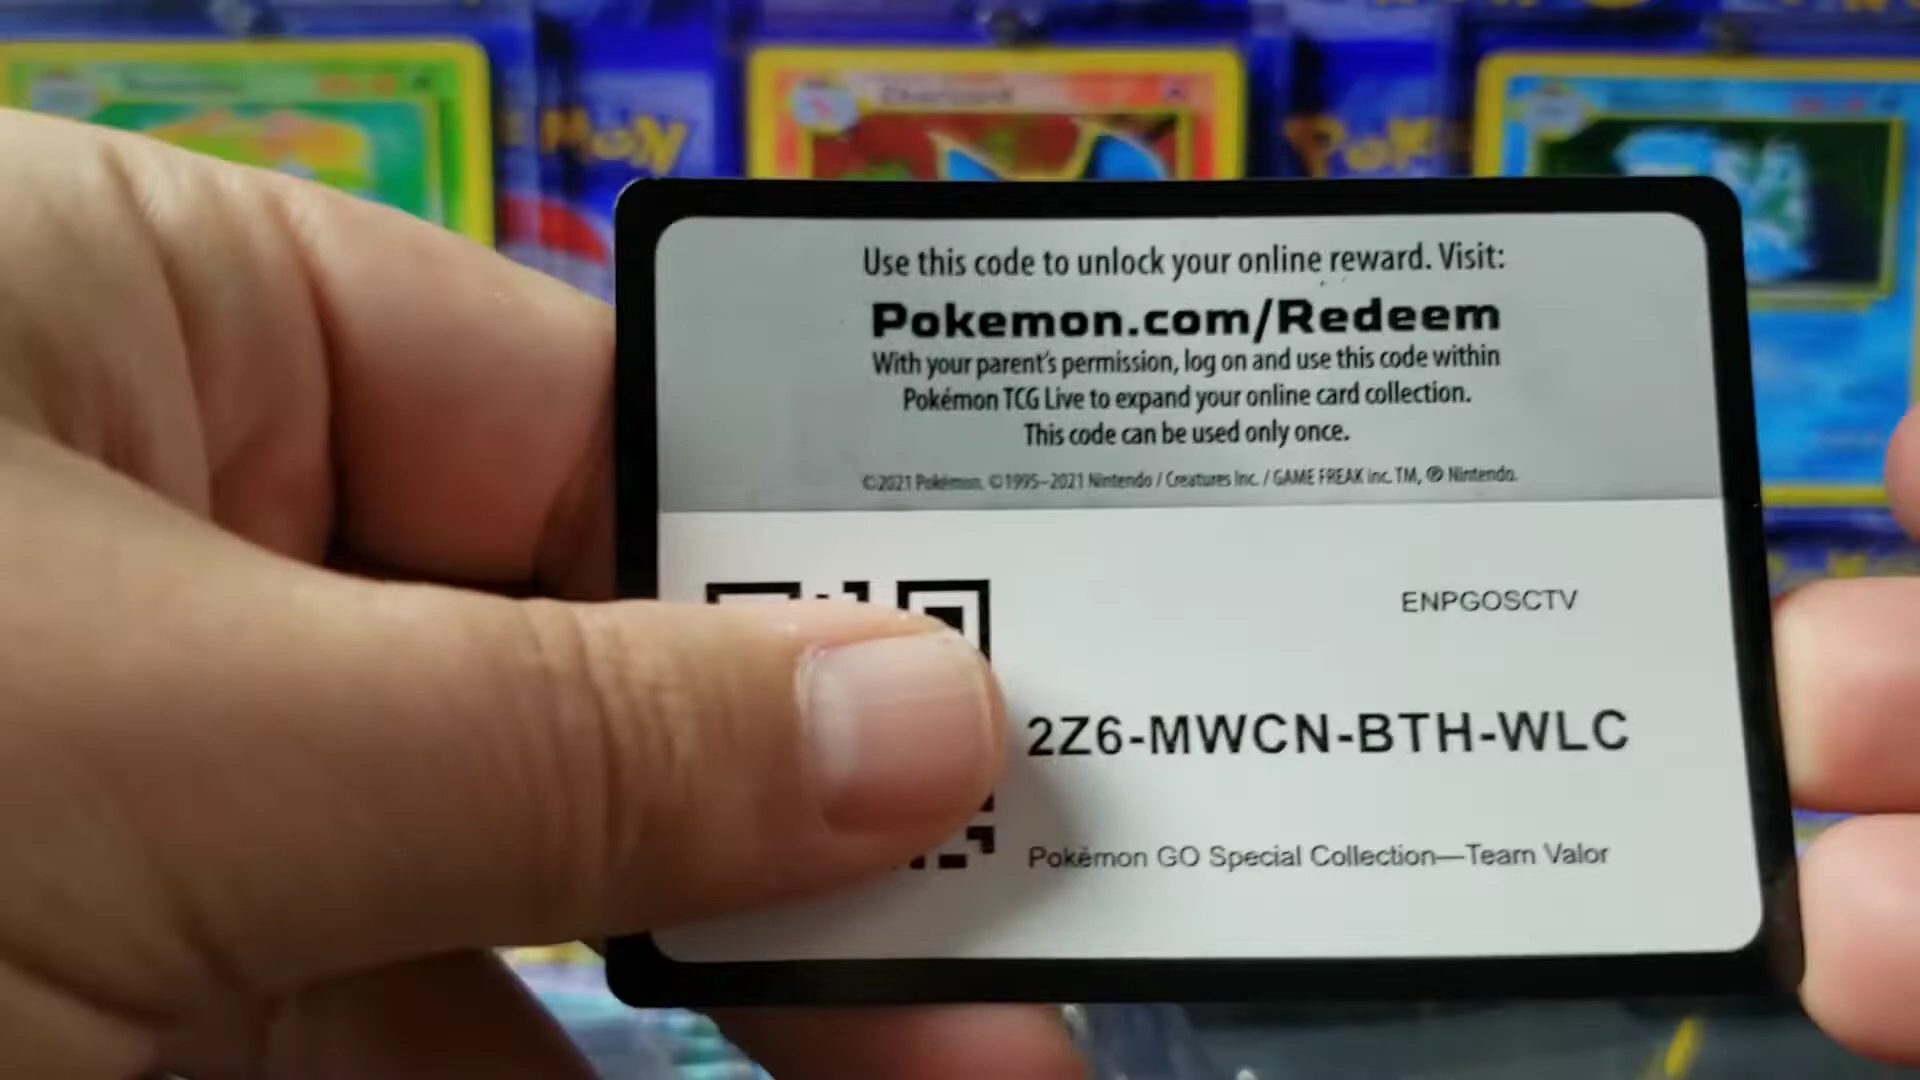 Use this code to unlock your online reward. Visit:
Pokemon.com/Redeem
With your parent's permission, log on and use this code within
Pokémon TCG Live to expand your online card collection.
This code can be used only once.
©2021 Pokémon. ©1995–2021 Nintendo / Creatures Inc. / GAME FREAK inc. TM, ® Nintendo.
ENPGOSCTV
2Z6-MWCN-BTH-WLC
Pokémon GO Special Collection—Team Valor